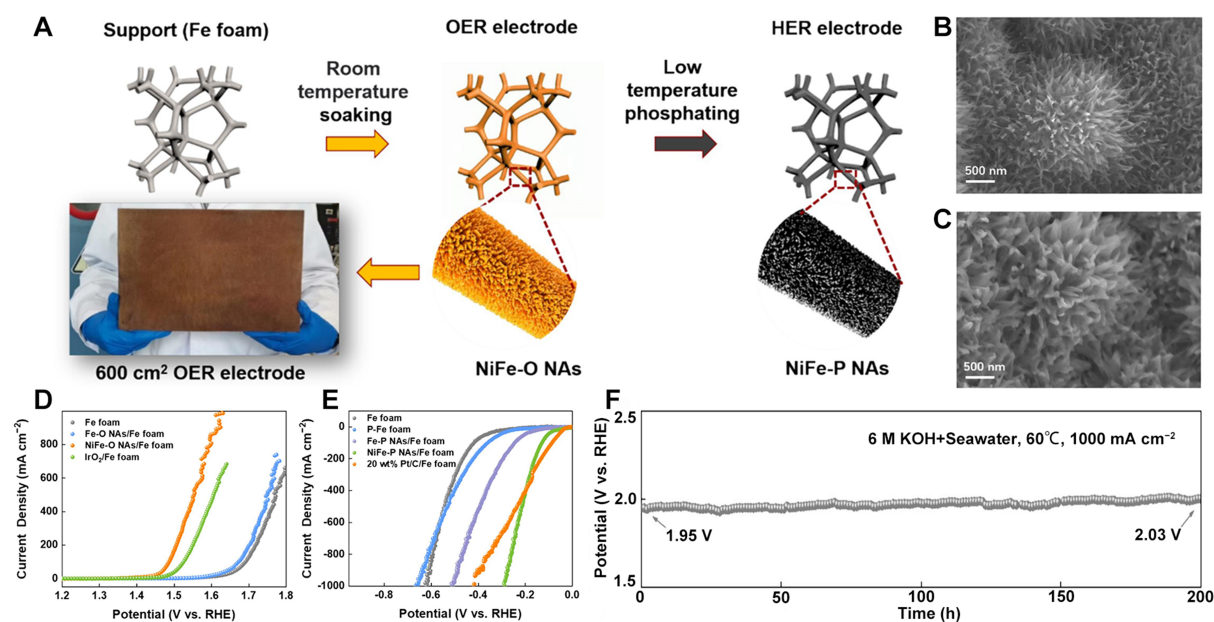 A
Support (Fe foam)
Room
temperature
soaking
OER electrode
Low
temperature
phosphating
HER electrode
600 cm² OER electrode
NiFe-O NAs
NiFe-P NAs
B
500 nm
C
500 nm
D
Fe foam
Fe-O NAs/Fe foam
NiFe-O NAs/Fe foam
IrO₂/Fe foam
Current Density (mA cm⁻²)
800
600
400
200
0
1.2
1.3
1.4
1.5
1.6
1.7
1.8
Potential (V vs. RHE)
E
Fe foam
P-Fe foam
Fe-P NAs/Fe foam
NiFe-P NAs/Fe foam
20 wt% Pt/C/Fe foam
Current Density (mA cm⁻²)
0
-200
-400
-600
-800
-1000
-0.8
-0.6
-0.4
-0.2
0.0
Potential (V vs. RHE)
F
6 M KOH+Seawater, 60℃, 1000 mA cm⁻²
1.95 V
2.03 V
Potential (V vs. RHE)
2.5
2.0
1.5
0
50
100
150
200
Time (h)